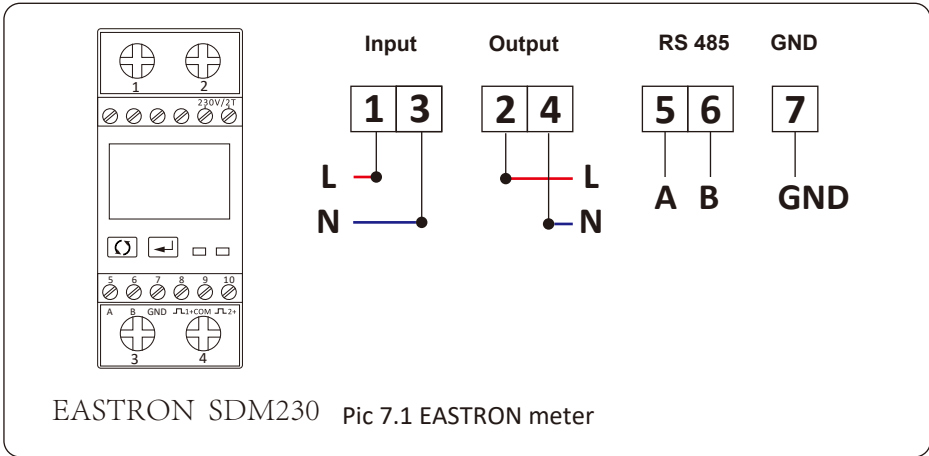 Input Output RS 485 GND
1 2
230V/2T
1 3 2 4 5 6 7
L L
A B GND
N N
5 6 7 8 9 10
A B GND 1+COM 2+
3 4
EASTRON SDM230 Pic 7.1 EASTRON meter